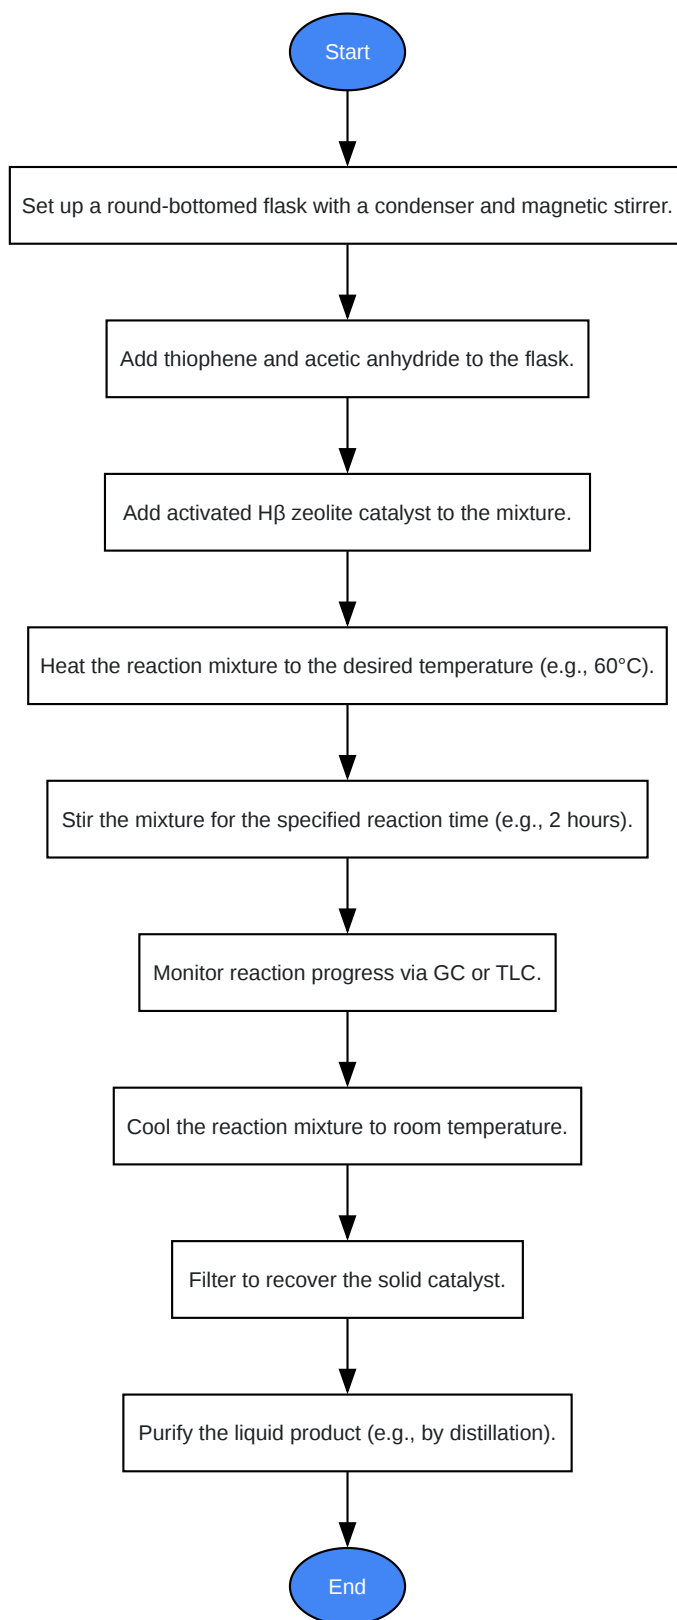 Start
Set up a round-bottomed flask with a condenser and magnetic stirrer.
Add thiophene and acetic anhydride to the flask.
Add activated Hβ zeolite catalyst to the mixture.
Heat the reaction mixture to the desired temperature (e.g., 60°C).
Stir the mixture for the specified reaction time (e.g., 2 hours).
Monitor reaction progress via GC or TLC.
Cool the reaction mixture to room temperature.
Filter to recover the solid catalyst.
Purify the liquid product (e.g., by distillation).
End